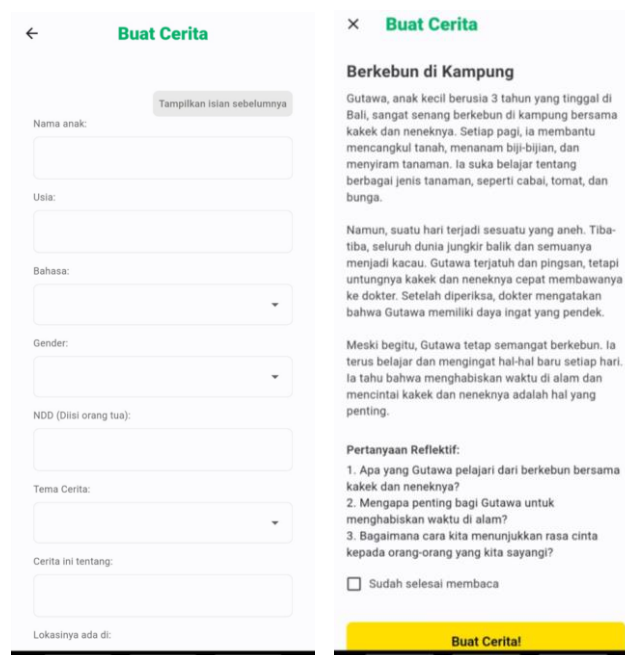 Buat Cerita
Tampilkan isian sebelumnya
Nama anak:
Usia:
Bahasa:
Gender:
NDD (Diisi orang tua):
Tema Cerita:
Cerita ini tentang:
Lokasinya ada di:
Buat Cerita
Berkebun di Kampung
Gutawa, anak kecil berusia 3 tahun yang tinggal di
Bali, sangat senang berkebun di kampung bersama
kakek dan neneknya. Setiap pagi, ia membantu
mencangkul tanah, menanam biji-bijian, dan
menyiram tanaman. Ia suka belajar tentang
berbagai jenis tanaman, seperti cabai, tomat, dan
bunga.
Namun, suatu hari terjadi sesuatu yang aneh. Tiba-
tiba, seluruh dunia jungkir balik dan semuanya
menjadi kacau. Gutawa terjatuh dan pingsan, tetapi
untungnya kakek dan neneknya cepat membawanya
ke dokter. Setelah diperiksa, dokter mengatakan
bahwa Gutawa memiliki daya ingat yang pendek.
Meski begitu, Gutawa tetap semangat berkebun. Ia
terus belajar dan mengingat hal-hal baru setiap hari.
Ia tahu bahwa menghabiskan waktu di alam dan
mencintai kakek dan neneknya adalah hal yang
penting.
Pertanyaan Reflektif:
1. Apa yang Gutawa pelajari dari berkebun bersama
kakek dan neneknya?
2. Mengapa penting bagi Gutawa untuk
menghabiskan waktu di alam?
3. Bagaimana cara kita menunjukkan rasa cinta
kepada orang-orang yang kita sayangi?
Sudah selesai membaca
Buat Cerita!